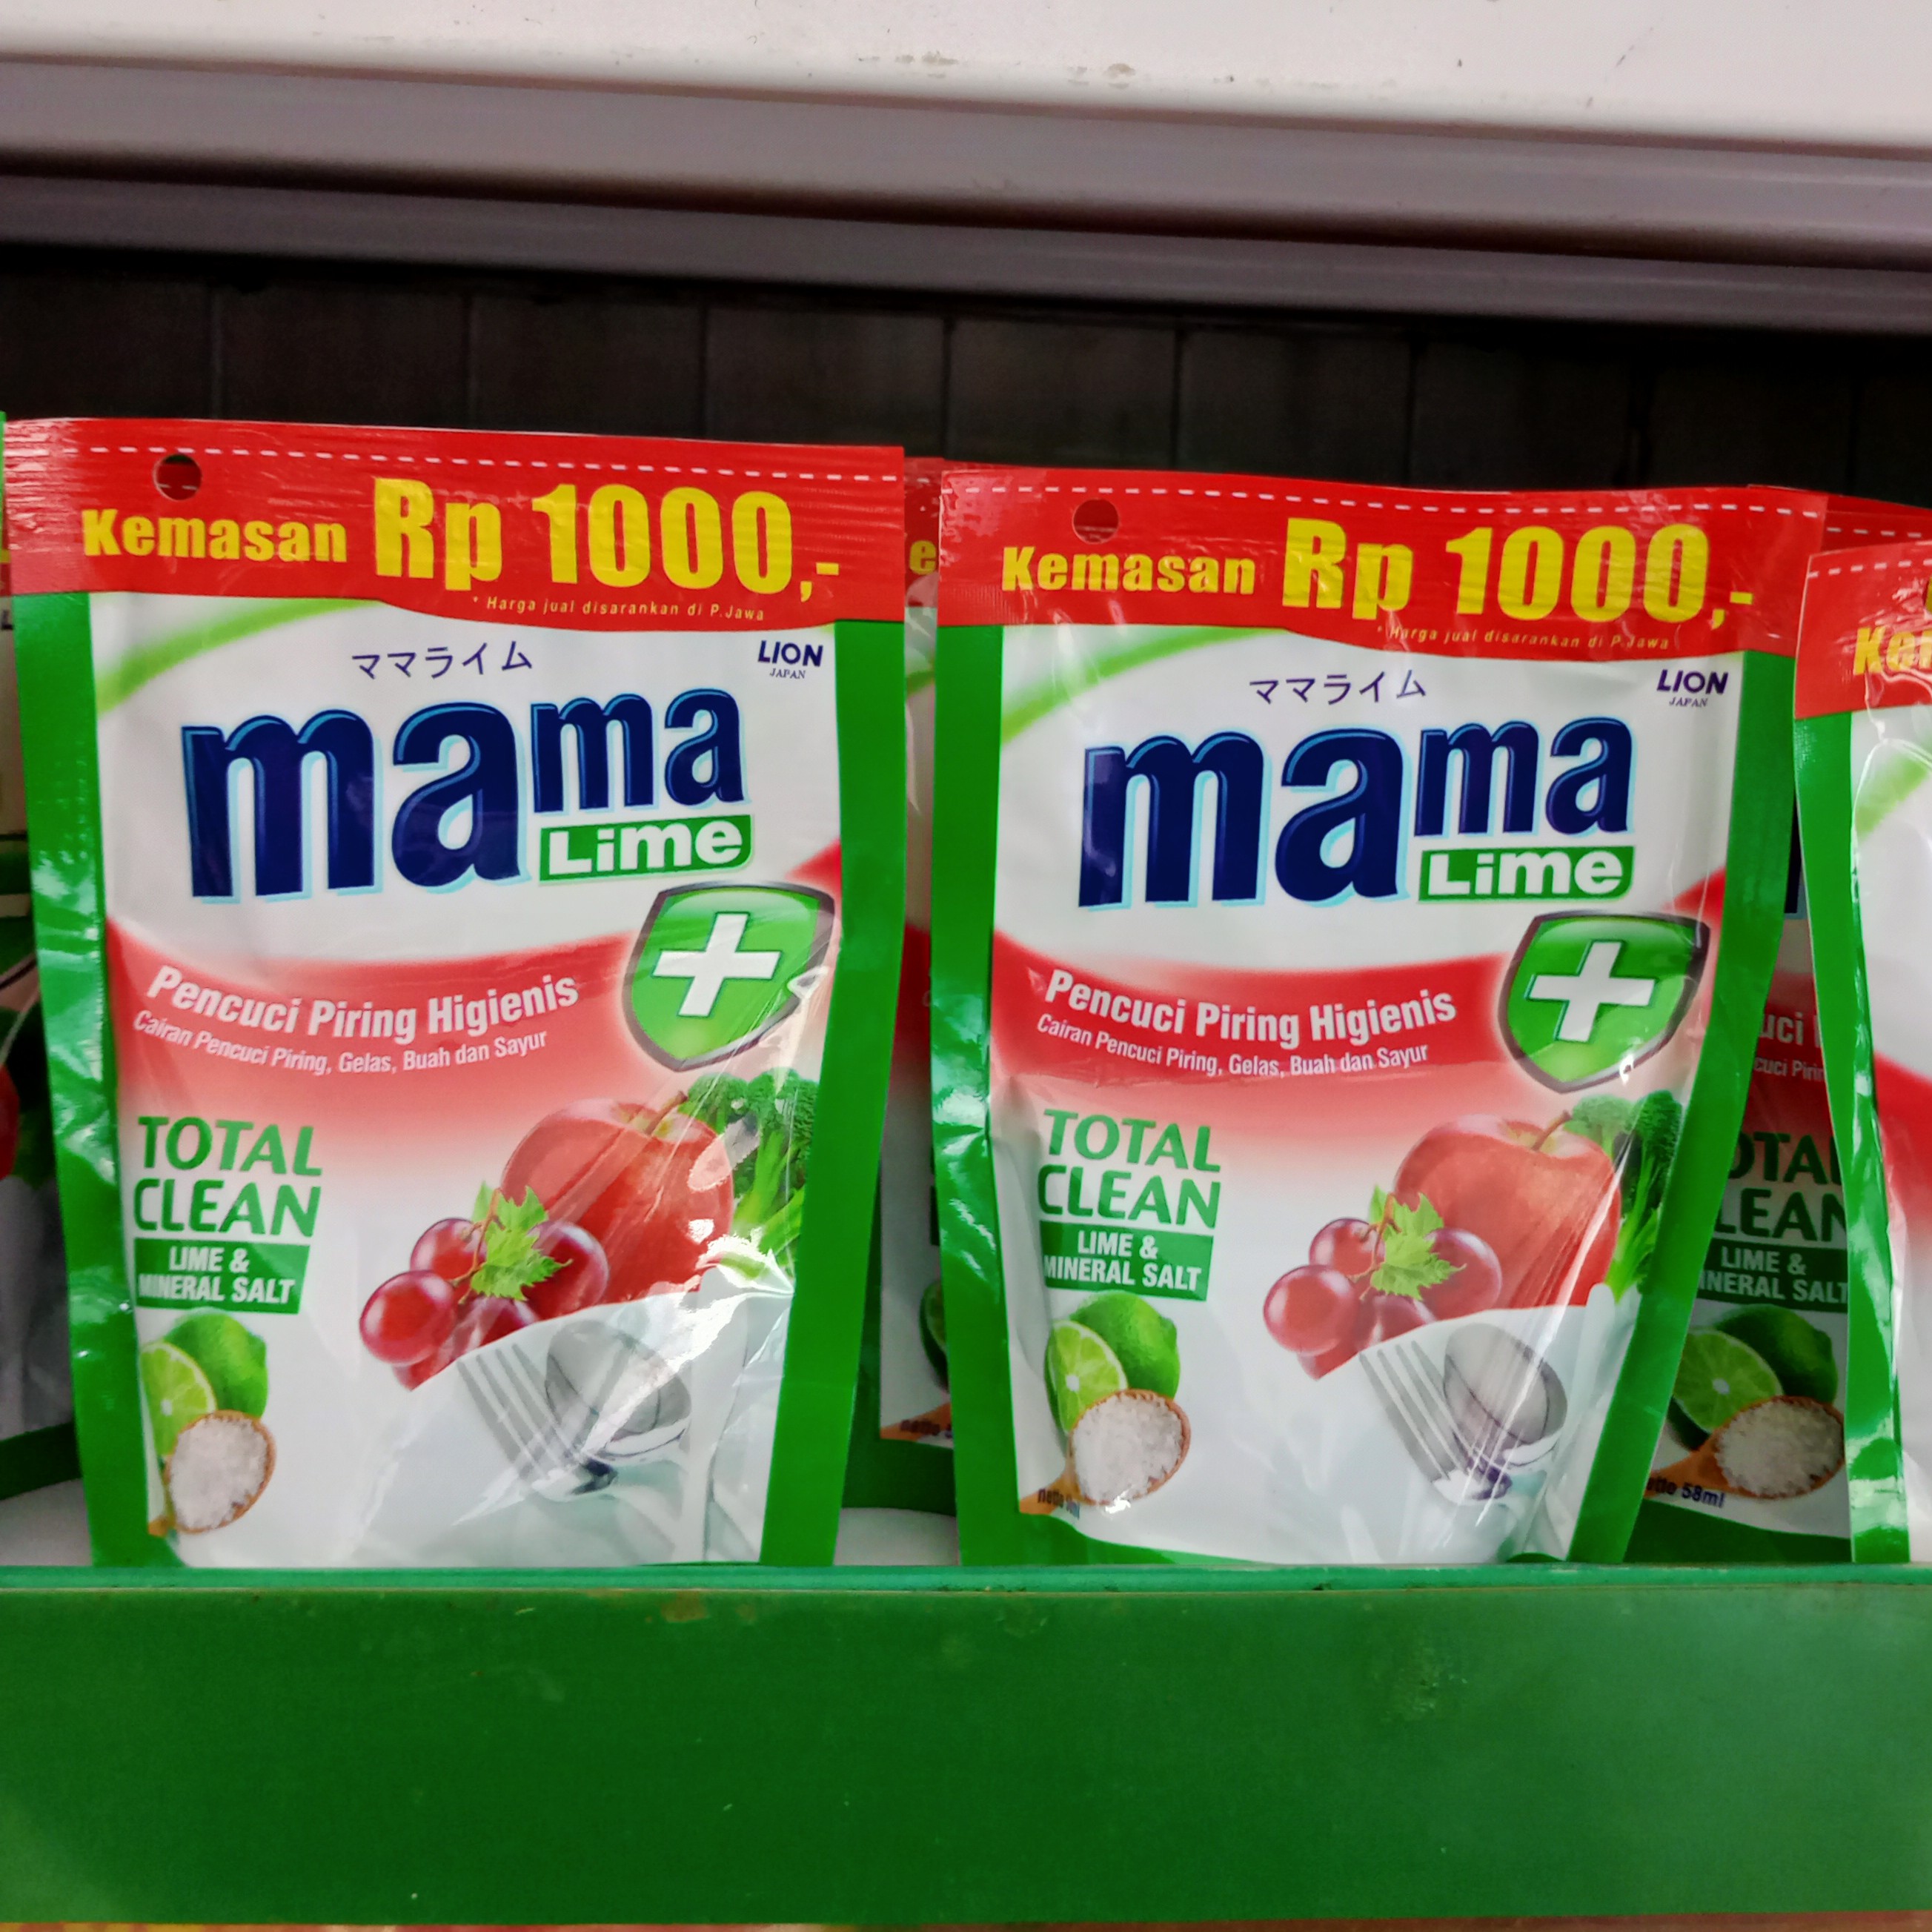 Kemasan Rp 1000,-
* Harga jual disarankan di P.Jawa
ママライム
LION
JAPAN
mama
Lime
Pencuci Piring Higienis
Cairan Pencuci Piring, Gelas, Buah dan Sayur
TOTAL
CLEAN
LIME &
MINERAL SALT
Kemasan Rp 1000,-
* Harga jual disarankan di P.Jawa
ママライム
LION
JAPAN
mama
Lime
Pencuci Piring Higienis
Cairan Pencuci Piring, Gelas, Buah dan Sayur
TOTAL
CLEAN
LIME &
MINERAL SALT
netto
LIME &
58ml